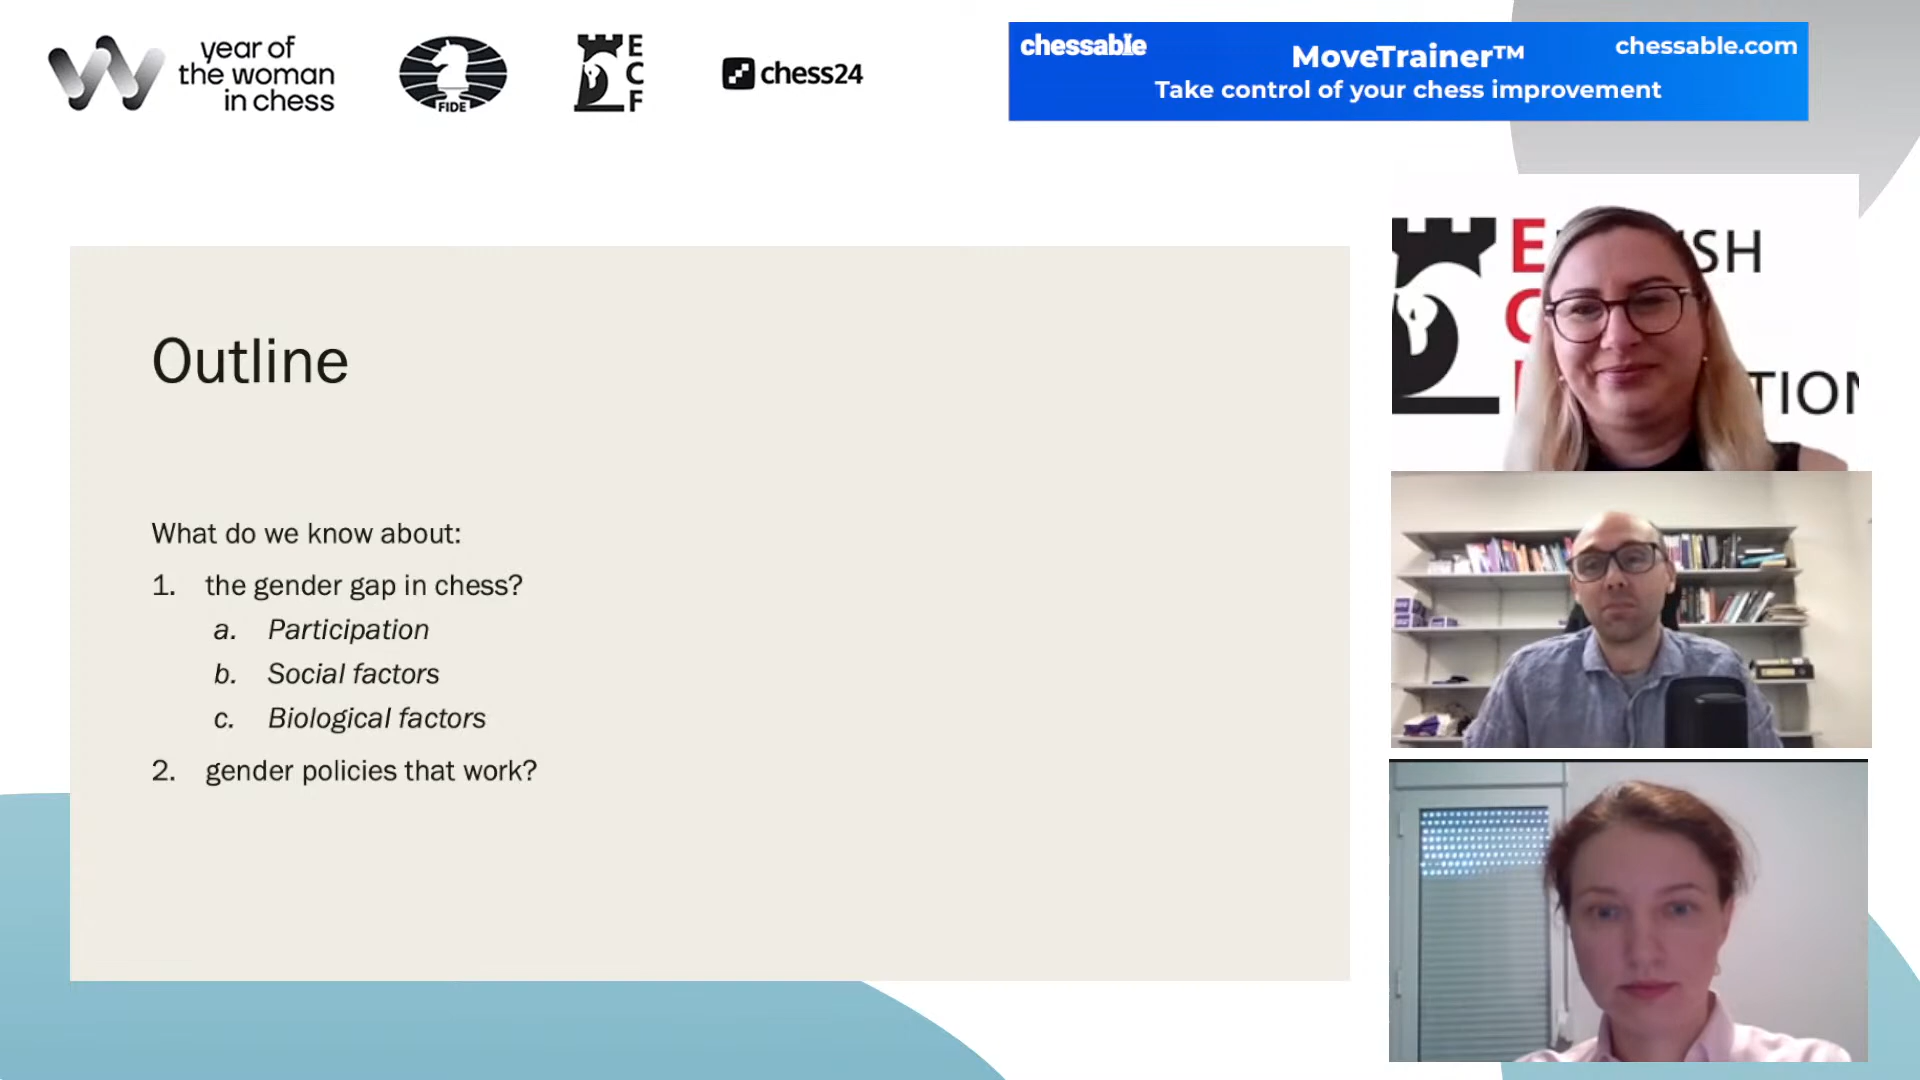 year of
the woman
in chess
FIDE
E
C
F
chess24
chessable
MoveTrainer™
chessable.com
Take control of your chess improvement
Outline
What do we know about:
1. the gender gap in chess?
a. Participation
b. Social factors
c. Biological factors
2. gender policies that work?
E SH
TION